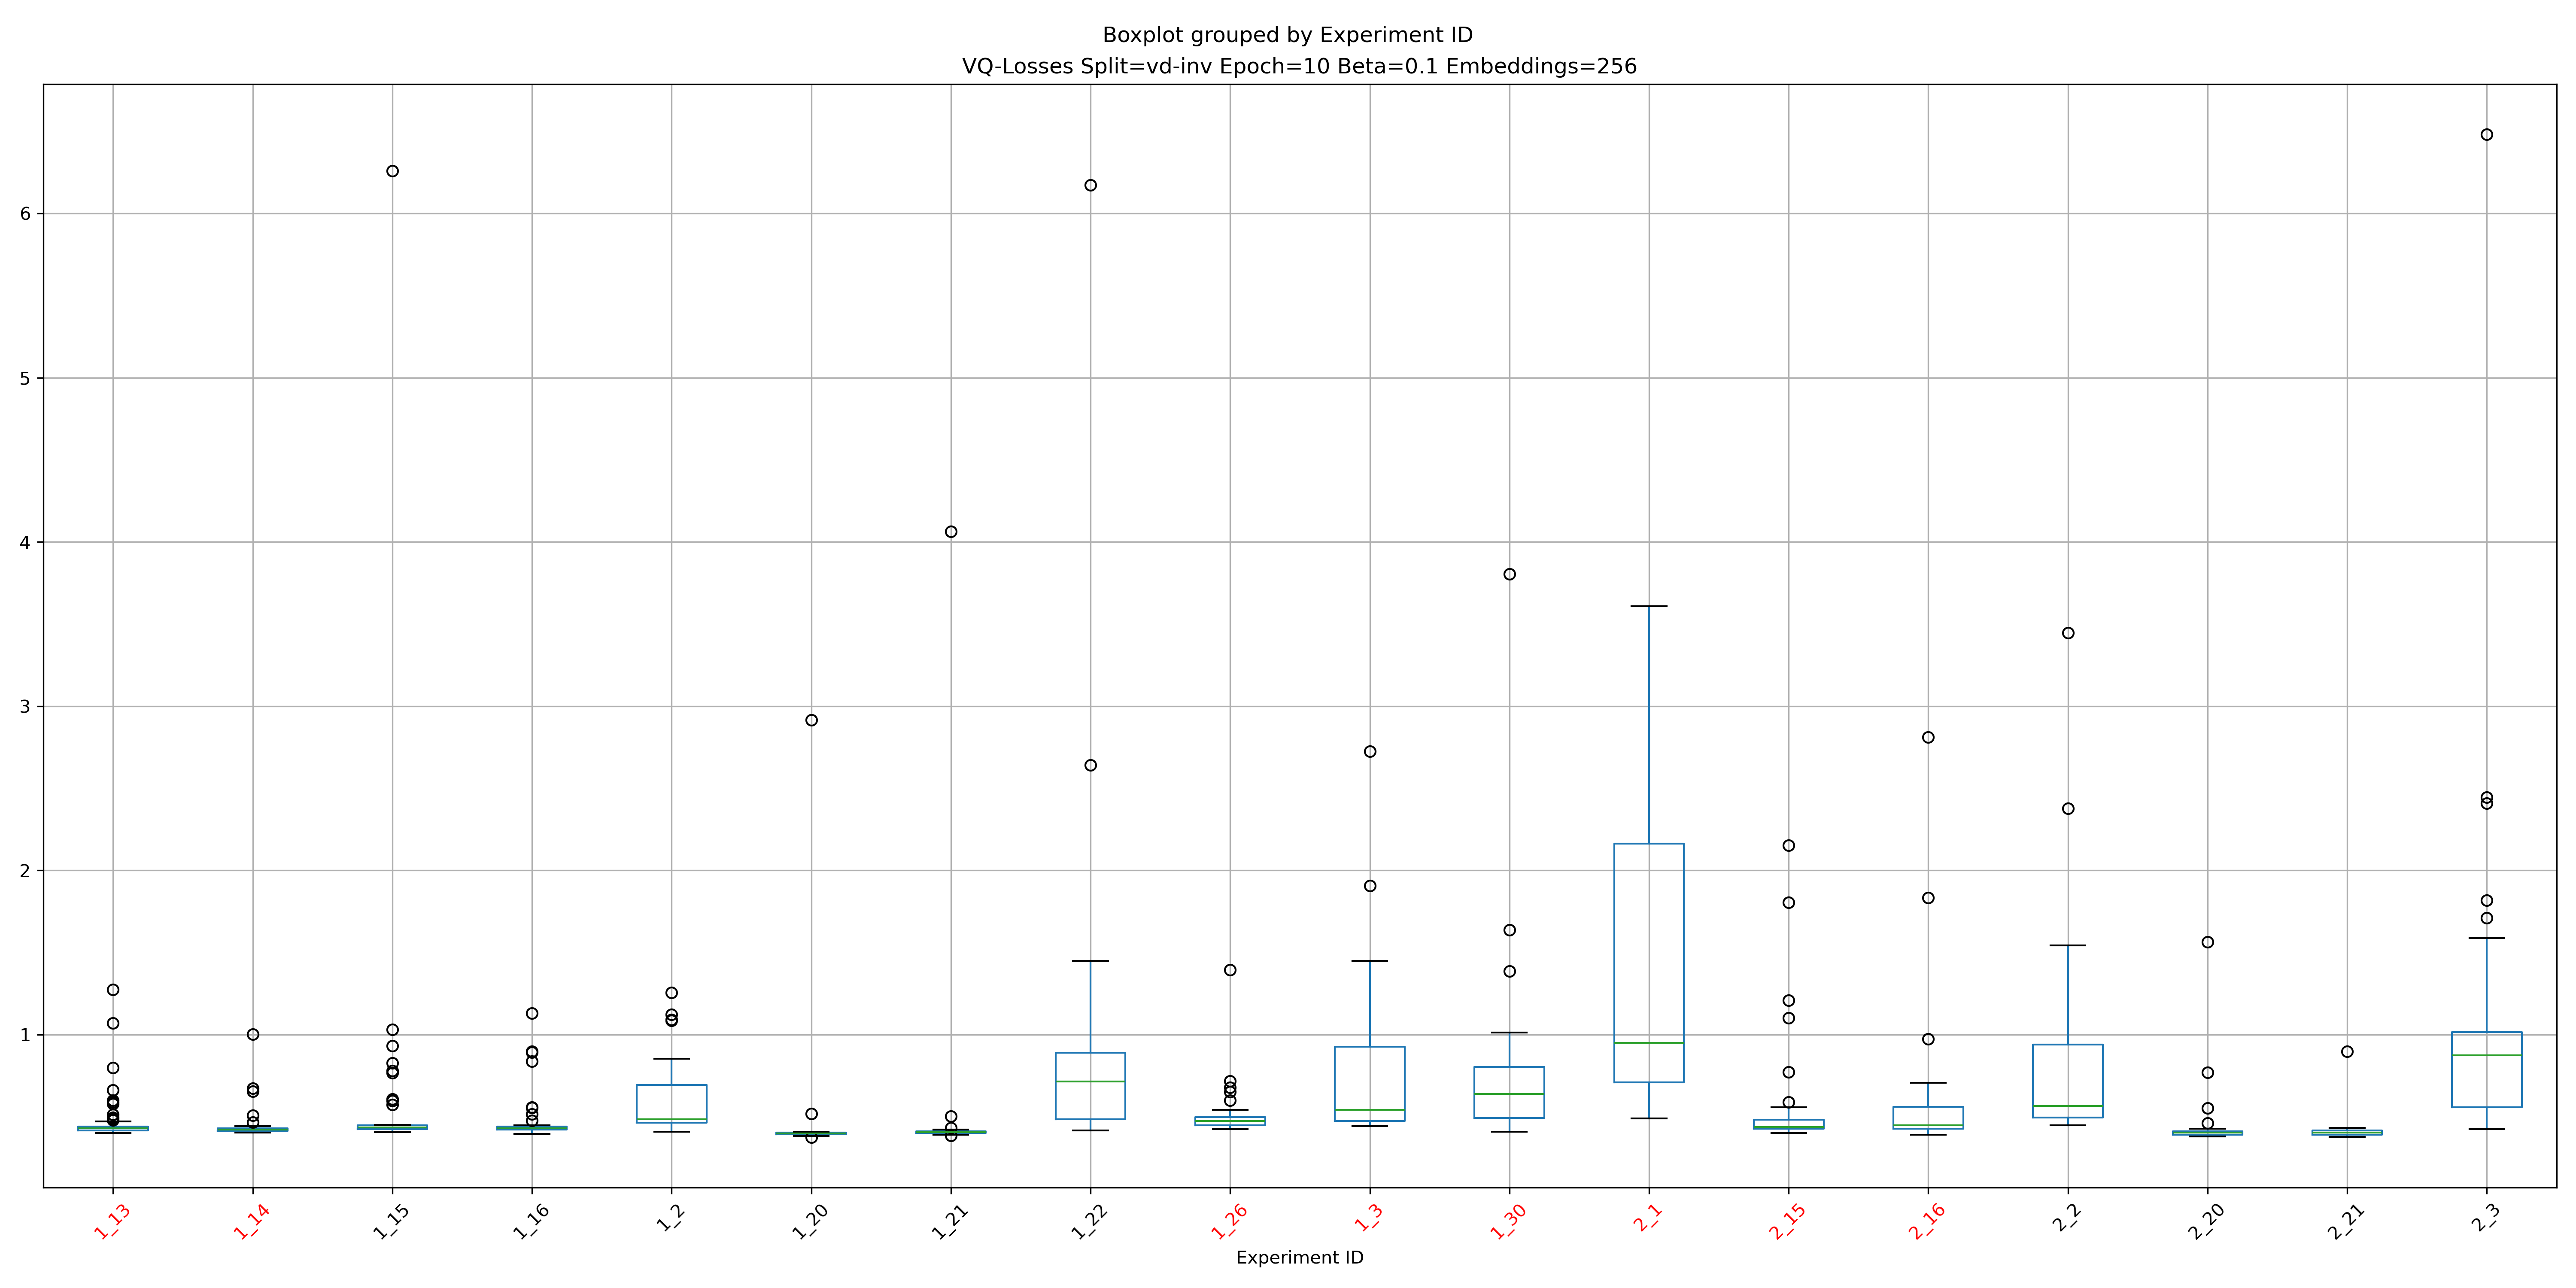 Boxplot grouped by Experiment ID
VQ-Losses Split=vd-inv Epoch=10 Beta=0.1 Embeddings=256
6
5
4
3
2
1
1_13 1_14 1_15 1_16 1_2 1_20 1_21 1_22 1_26 1_3 1_30 2_1 2_15 2_16 2_2 2_20 2_21 2_3
Experiment ID